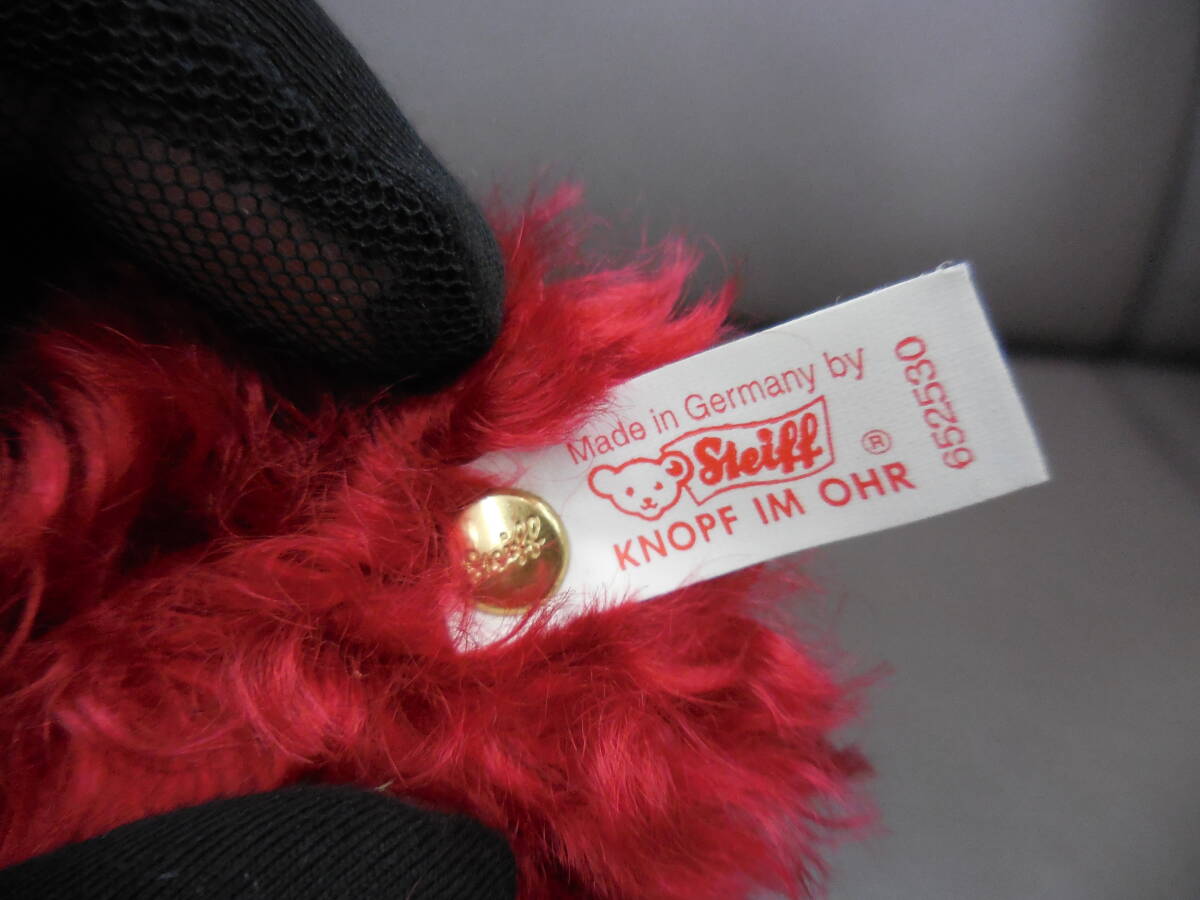 Made in Germany by
Steiff ®
KNOPF IM OHR
652530
Steiff